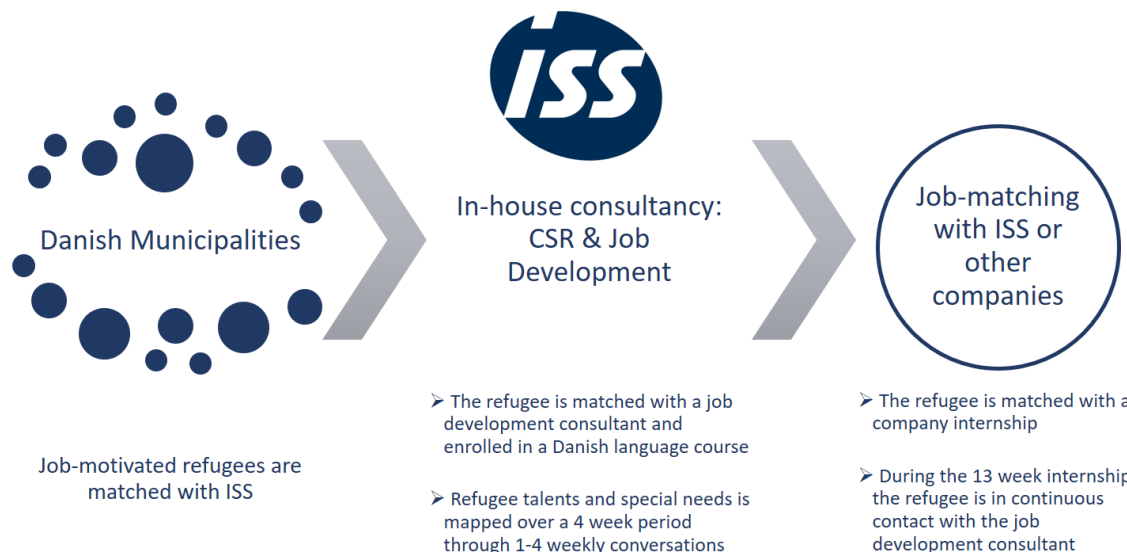 Danish Municipalities
Job-motivated refugees are
matched with ISS
ISS
In-house consultancy:
CSR & Job
Development
➢ The refugee is matched with a job
development consultant and
enrolled in a Danish language course
➢ Refugee talents and special needs is
mapped over a 4 week period
through 1-4 weekly conversations
Job-matching
with ISS or
other
companies
➢ The refugee is matched with a
company internship
➢ During the 13 week internship
the refugee is in continuous
contact with the job
development consultant